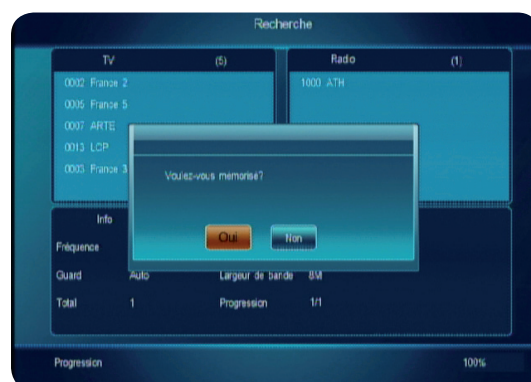 Recherche
TV (5) Radio (1)
0002 France 2 1000 ATH
0005 France 5
0007 ARTE
0013 LCP
0003 France 3
Voulez-vous memorise?
Oui Non
Info
Fréquence
Guard Auto Largeur de bande 8M
Total 1 Progression 1/1
Progression 100%